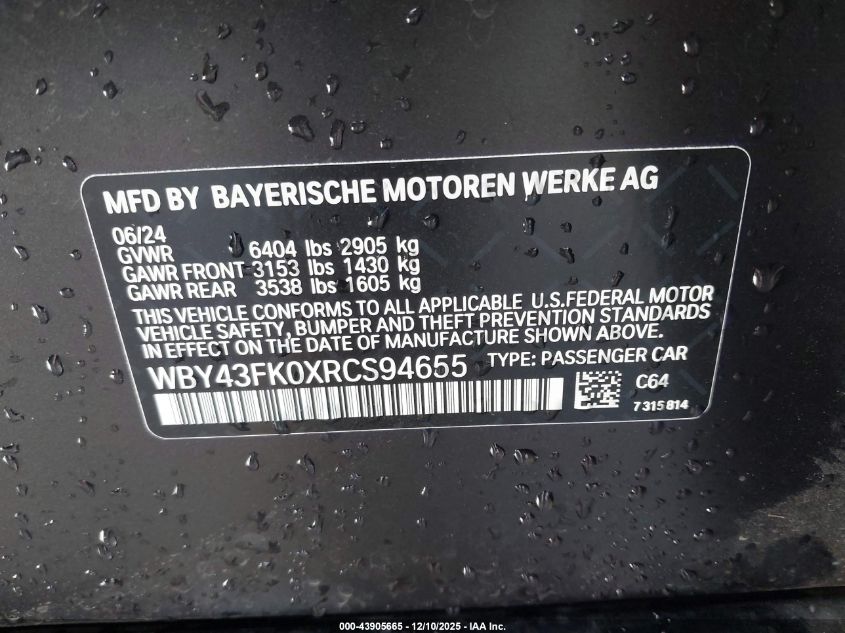 MFD BY BAYERISCHE MOTOREN WERKE AG
06/24
GVWR 6404 lbs 2905 kg
GAWR FRONT 3153 lbs 1430 kg
GAWR REAR 3538 lbs 1605 kg
THIS VEHICLE CONFORMS TO ALL APPLICABLE U.S.FEDERAL MOTOR
VEHICLE SAFETY, BUMPER AND THEFT PREVENTION STANDARDS
IN EFFECT ON THE DATE OF MANUFACTURE SHOWN ABOVE.
WBY43FK0XRCS94655 TYPE: PASSENGER CAR
C64
7315814
000-43905665 - 12/10/2025 - IAA Inc.